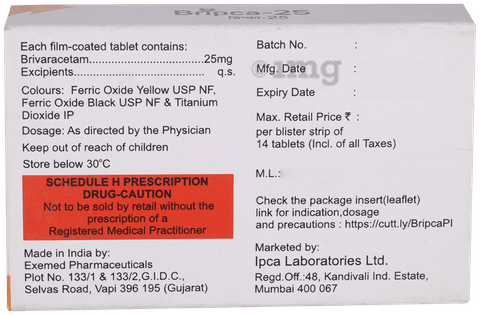 Bripca-25
Each film-coated tablet contains:
Brivaracetam..............................25mg
Excipients...................................q.s.
Colours: Ferric Oxide Yellow USP NF,
Ferric Oxide Black USP NF & Titanium
Dioxide IP
Dosage: As directed by the Physician
Keep out of reach of children
Store below 30°C
SCHEDULE H PRESCRIPTION
DRUG-CAUTION
Not to be sold by retail without the
prescription of a
Registered Medical Practitioner
Made in India by:
Exemed Pharmaceuticals
Plot No. 133/1 & 133/2,G.I.D.C.,
Selvas Road, Vapi 396 195 (Gujarat)
Batch No. :
1mg
Mfg. Date :
Expiry Date :
Max. Retail Price ₹ :
per blister strip of
14 tablets (Incl. of all Taxes)
M.L.:
Check the package insert(leaflet)
link for indication,dosage
and precautions : https://cutt.ly/BripcaPI
Marketed by:
Ipca Laboratories Ltd.
Regd.Off.:48, Kandivali Ind. Estate,
Mumbai 400 067